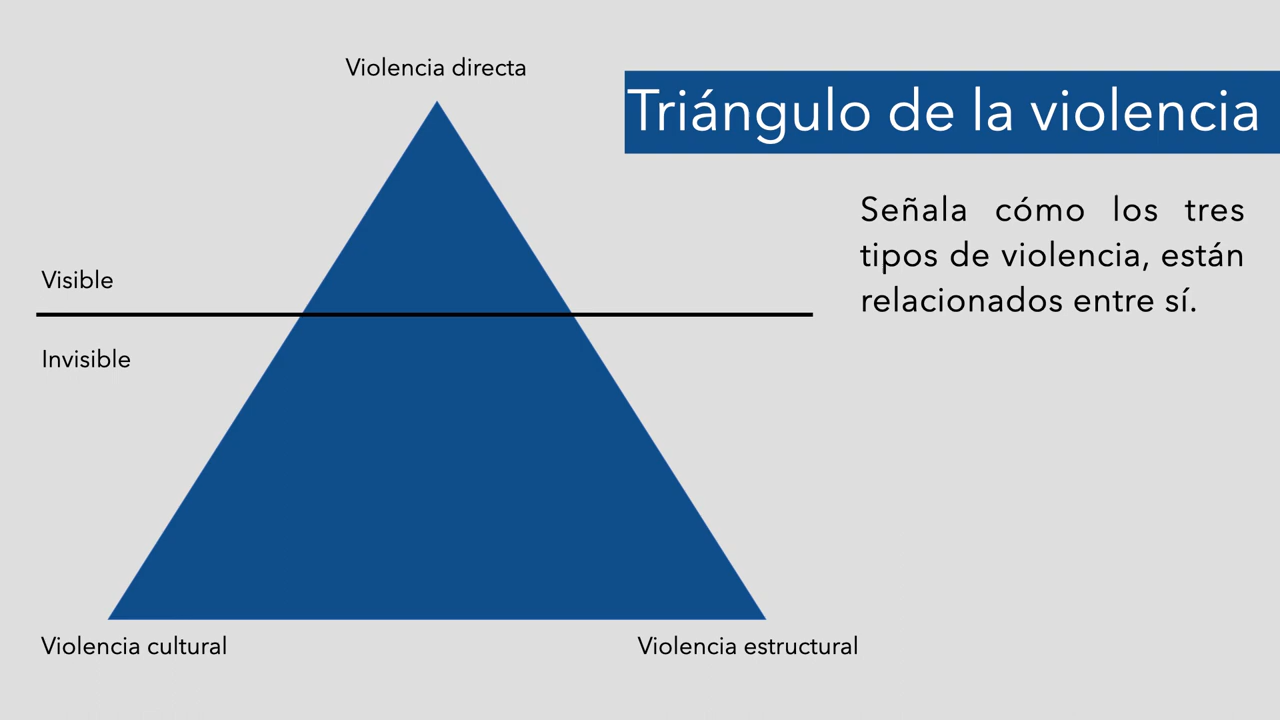 Violencia directa
Triángulo de la violencia
Señala cómo los tres
tipos de violencia, están
relacionados entre sí.
Visible
Invisible
Violencia cultural
Violencia estructural